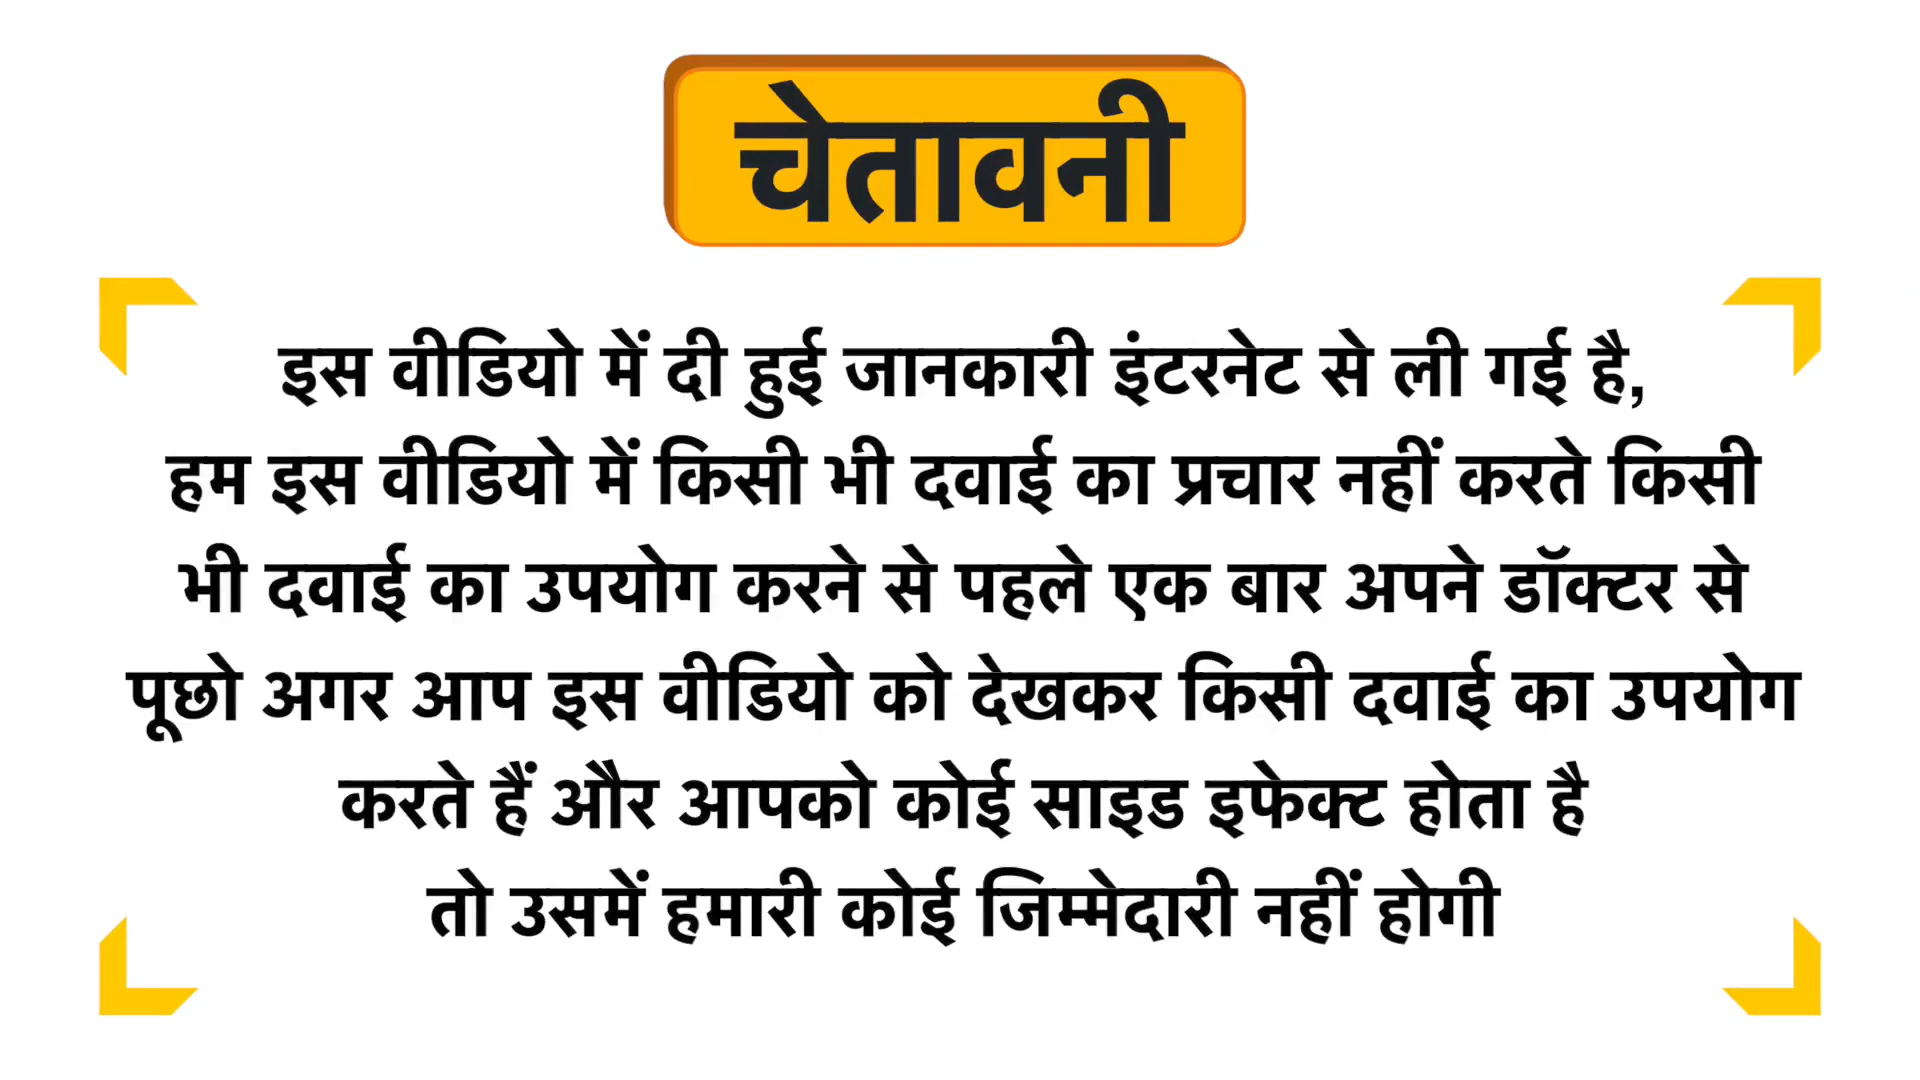 चेतावनी
इस वीडियो में दी हुई जानकारी इंटरनेट से ली गई है,
हम इस वीडियो में किसी भी दवाई का प्रचार नहीं करते किसी
भी दवाई का उपयोग करने से पहले एक बार अपने डॉक्टर से
पूछो अगर आप इस वीडियो को देखकर किसी दवाई का उपयोग
करते हैं और आपको कोई साइड इफेक्ट होता है
तो उसमें हमारी कोई जिम्मेदारी नहीं होगी